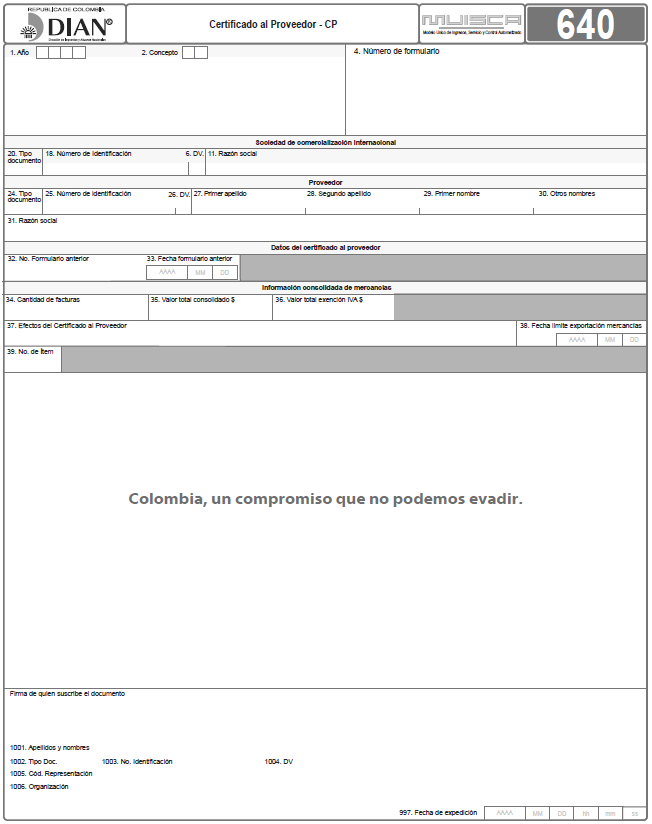 REPUBLICA DE COLOMBIA
DIAN®
Dirección de Impuestos y Aduanas Nacionales
Certificado al Proveedor - CP
MUISCA
Modelo Único de Ingresos, Servicio y Control Automatizado
640
1. Año
2. Concepto
4. Número de formulario
Sociedad de comercialización internacional
20. Tipo documento
18. Número de Identificación
6. DV.
11. Razón social
Proveedor
24. Tipo documento
25. Número de Identificación
26. DV.
27. Primer apellido
28. Segundo apellido
29. Primer nombre
30. Otros nombres
31. Razón social
Datos del certificado al proveedor
32. No. Formulario anterior
33. Fecha formulario anterior
AAAA MM DD
Información consolidada de mercancías
34. Cantidad de facturas
35. Valor total consolidado $
36. Valor total exención IVA $
37. Efectos del Certificado al Proveedor
38. Fecha límite exportación mercancías
AAAA MM DD
39. No. de Ítem
Colombia, un compromiso que no podemos evadir.
Firma de quien suscribe el documento
1001. Apellidos y nombres
1002. Tipo Doc.
1003. No. Identificación
1004. DV
1005. Cód. Representación
1006. Organización
997. Fecha de expedición
AAAA MM DD hh mm ss